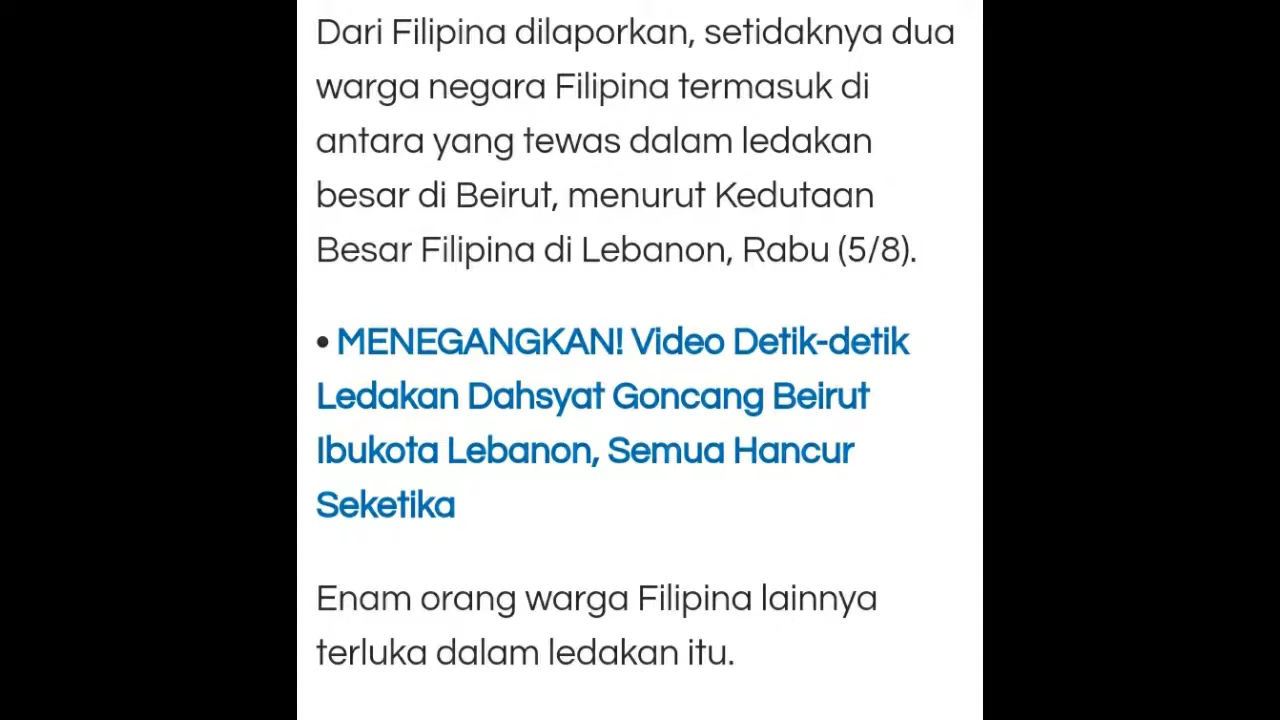 Dari Filipina dilaporkan, setidaknya dua
warga negara Filipina termasuk di
antara yang tewas dalam ledakan
besar di Beirut, menurut Kedutaan
Besar Filipina di Lebanon, Rabu (5/8).
• MENEGANGKAN! Video Detik-detik
Ledakan Dahsyat Goncang Beirut
Ibukota Lebanon, Semua Hancur
Seketika
Enam orang warga Filipina lainnya
terluka dalam ledakan itu.